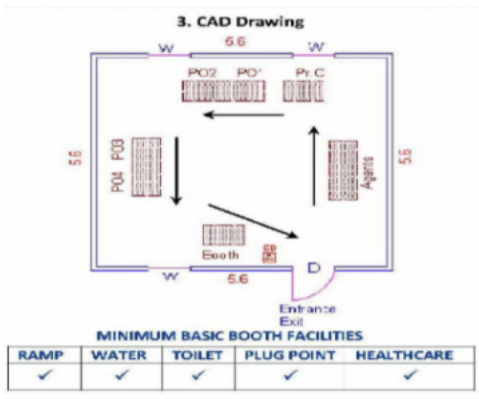 3. CAD Drawing
W 5.6 W
PO2 PO1 Pr.C
5.6
PO4 PO3
Agents
5.6
Booth
W 5.6 D
Entrance
Exit
MINIMUM BASIC BOOTH FACILITIES
RAMP WATER TOILET PLUG POINT HEALTHCARE
✓ ✓ ✓ ✓ ✓